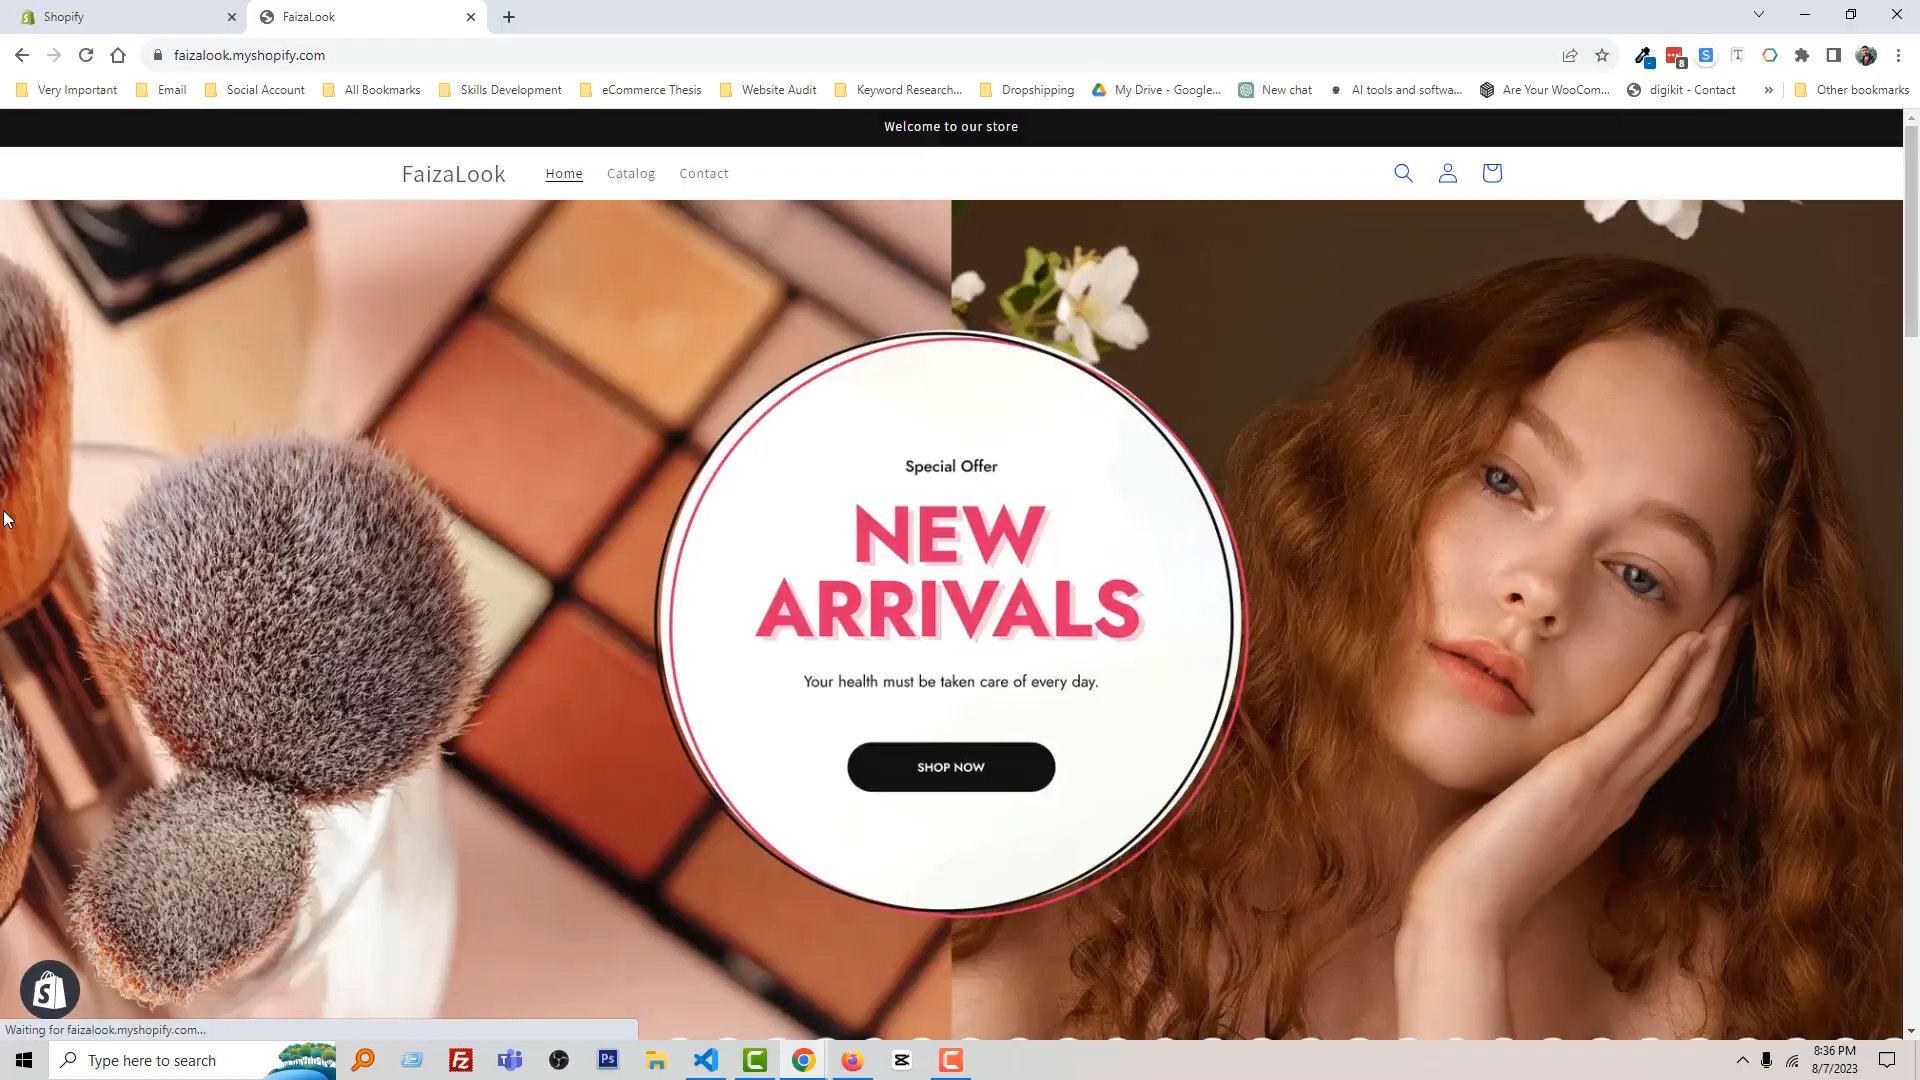 Shopify
FaizaLook
faizalook.myshopify.com
8
Very Important
Email
Social Account
All Bookmarks
Skills Development
eCommerce Thesis
Website Audit
Keyword Research...
Dropshipping
My Drive - Google...
New chat
AI tools and softwa...
Are Your WooCom...
digikit - Contact
»
Other bookmarks
Welcome to our store
FaizaLook
Home
Catalog
Contact
Special Offer
NEW
ARRIVALS
Your health must be taken care of every day.
SHOP NOW
Waiting for faizalook.myshopify.com...
Type here to search
Fz
Ps
8:36 PM
8/7/2023